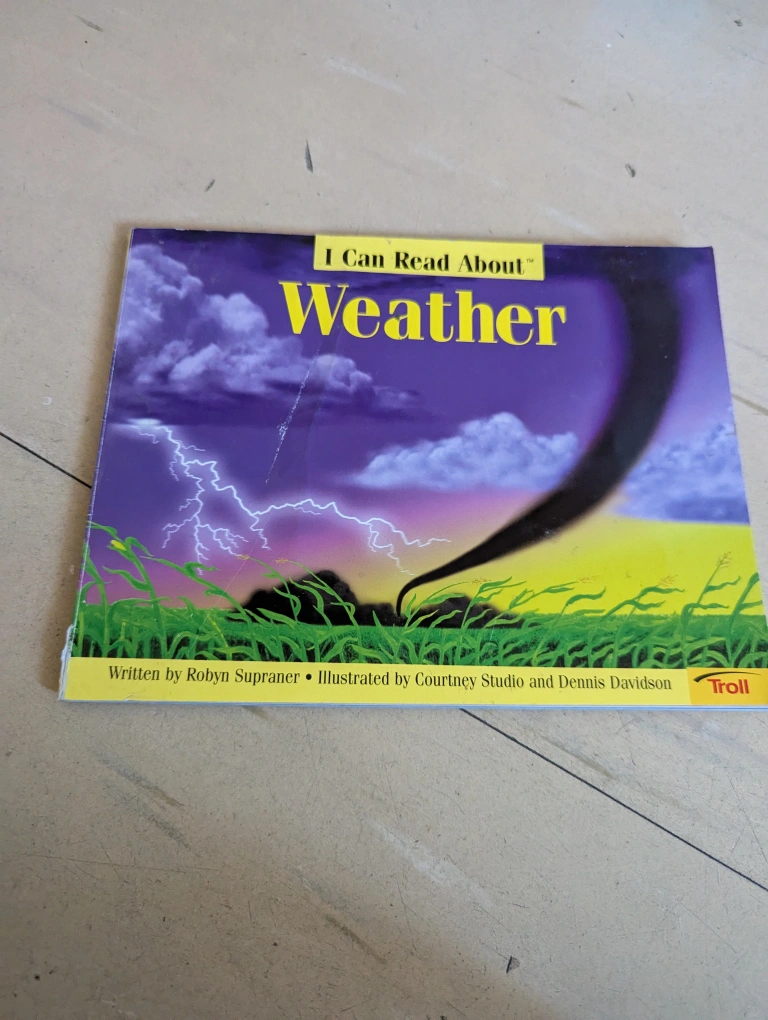 I Can Read About™
Weather
Written by Robyn Supraner • Illustrated by Courtney Studio and Dennis Davidson
Troll